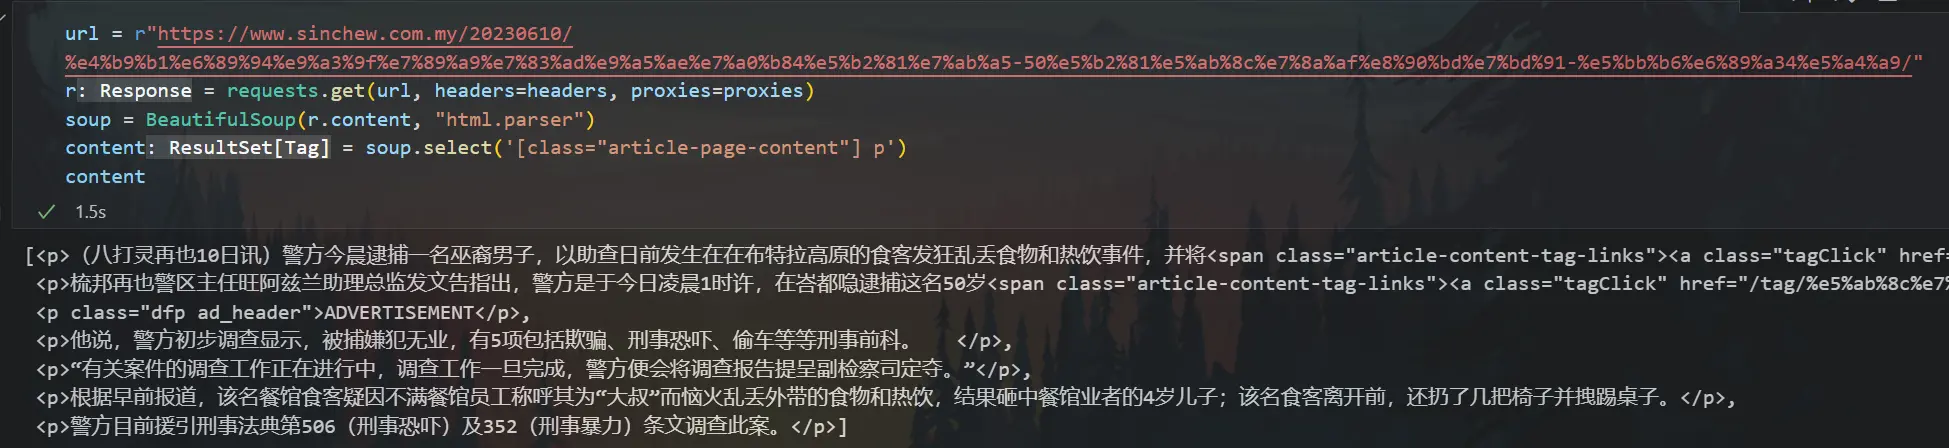 url = r"https://www.sinchew.com.my/20230610/
%e4%b9%b1%e6%89%94%e9%a3%9f%e7%89%a9%e7%83%ad%e9%a5%ae%e7%a0%b84%e5%b2%81%e7%ab%a5-50%e5%b2%81%e5%ab%8c%e7%8a%af%e8%90%bd%e7%bd%91-%e5%bb%b6%e6%89%a34%e5%a4%a9/"
r: Response = requests.get(url, headers=headers, proxies=proxies)
soup = BeautifulSoup(r.content, "html.parser")
content: ResultSet[Tag] = soup.select('[class="article-page-content"] p')
content
1.5s
[<p>（八打灵再也10日讯）警方今晨逮捕一名巫裔男子，以助查日前发生在在布特拉高原的食客发狂乱丢食物和热饮事件，并将<span class="article-content-tag-links"><a class="tagClick" href=
<p>梳邦再也警区主任旺阿兹兰助理总监发文告指出，警方是于今日凌晨1时许，在峇都隐逮捕这名50岁<span class="article-content-tag-links"><a class="tagClick" href="/tag/%e5%ab%8c%e7%
<p class="dfp ad_header">ADVERTISEMENT</p>,
<p>他说，警方初步调查显示，被捕嫌犯无业，有5项包括欺骗、刑事恐吓、偷车等等刑事前科。 </p>,
<p>“有关案件的调查工作正在进行中，调查工作一旦完成，警方便会将调查报告提呈副检察司定夺。”</p>,
<p>根据早前报道，该名餐馆食客疑因不满餐馆员工称呼其为“大叔”而恼火乱丢外带的食物和热饮，结果砸中餐馆业者的4岁儿子；该名食客离开前，还扔了几把椅子并拽踢桌子。</p>,
<p>警方目前援引刑事法典第506（刑事恐吓）及352（刑事暴力）条文调查此案。</p>]